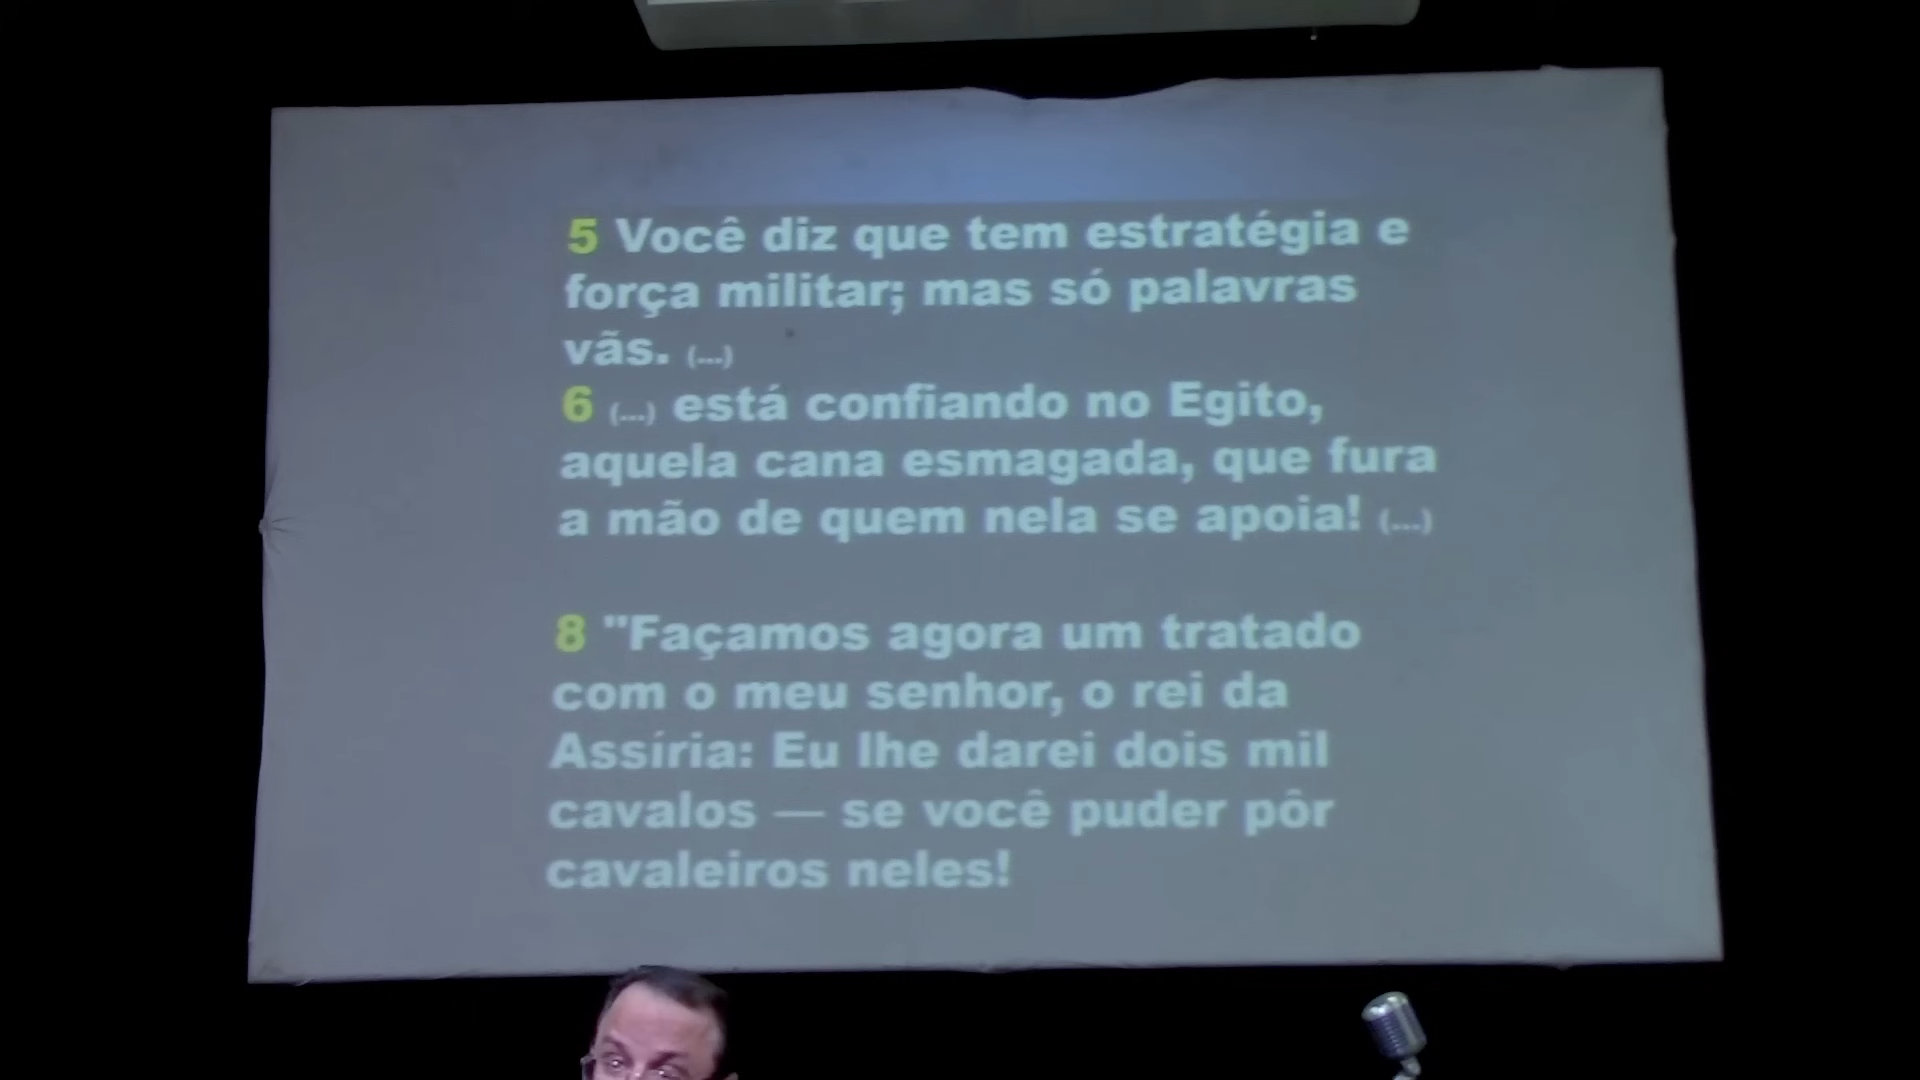 5 Você diz que tem estratégia e
força militar; mas só palavras
vãs. (...)
6 (...) está confiando no Egito,
aquela cana esmagada, que fura
a mão de quem nela se apoia! (...)
8 "Façamos agora um tratado
com o meu senhor, o rei da
Assíria: Eu lhe darei dois mil
cavalos — se você puder pôr
cavaleiros neles!